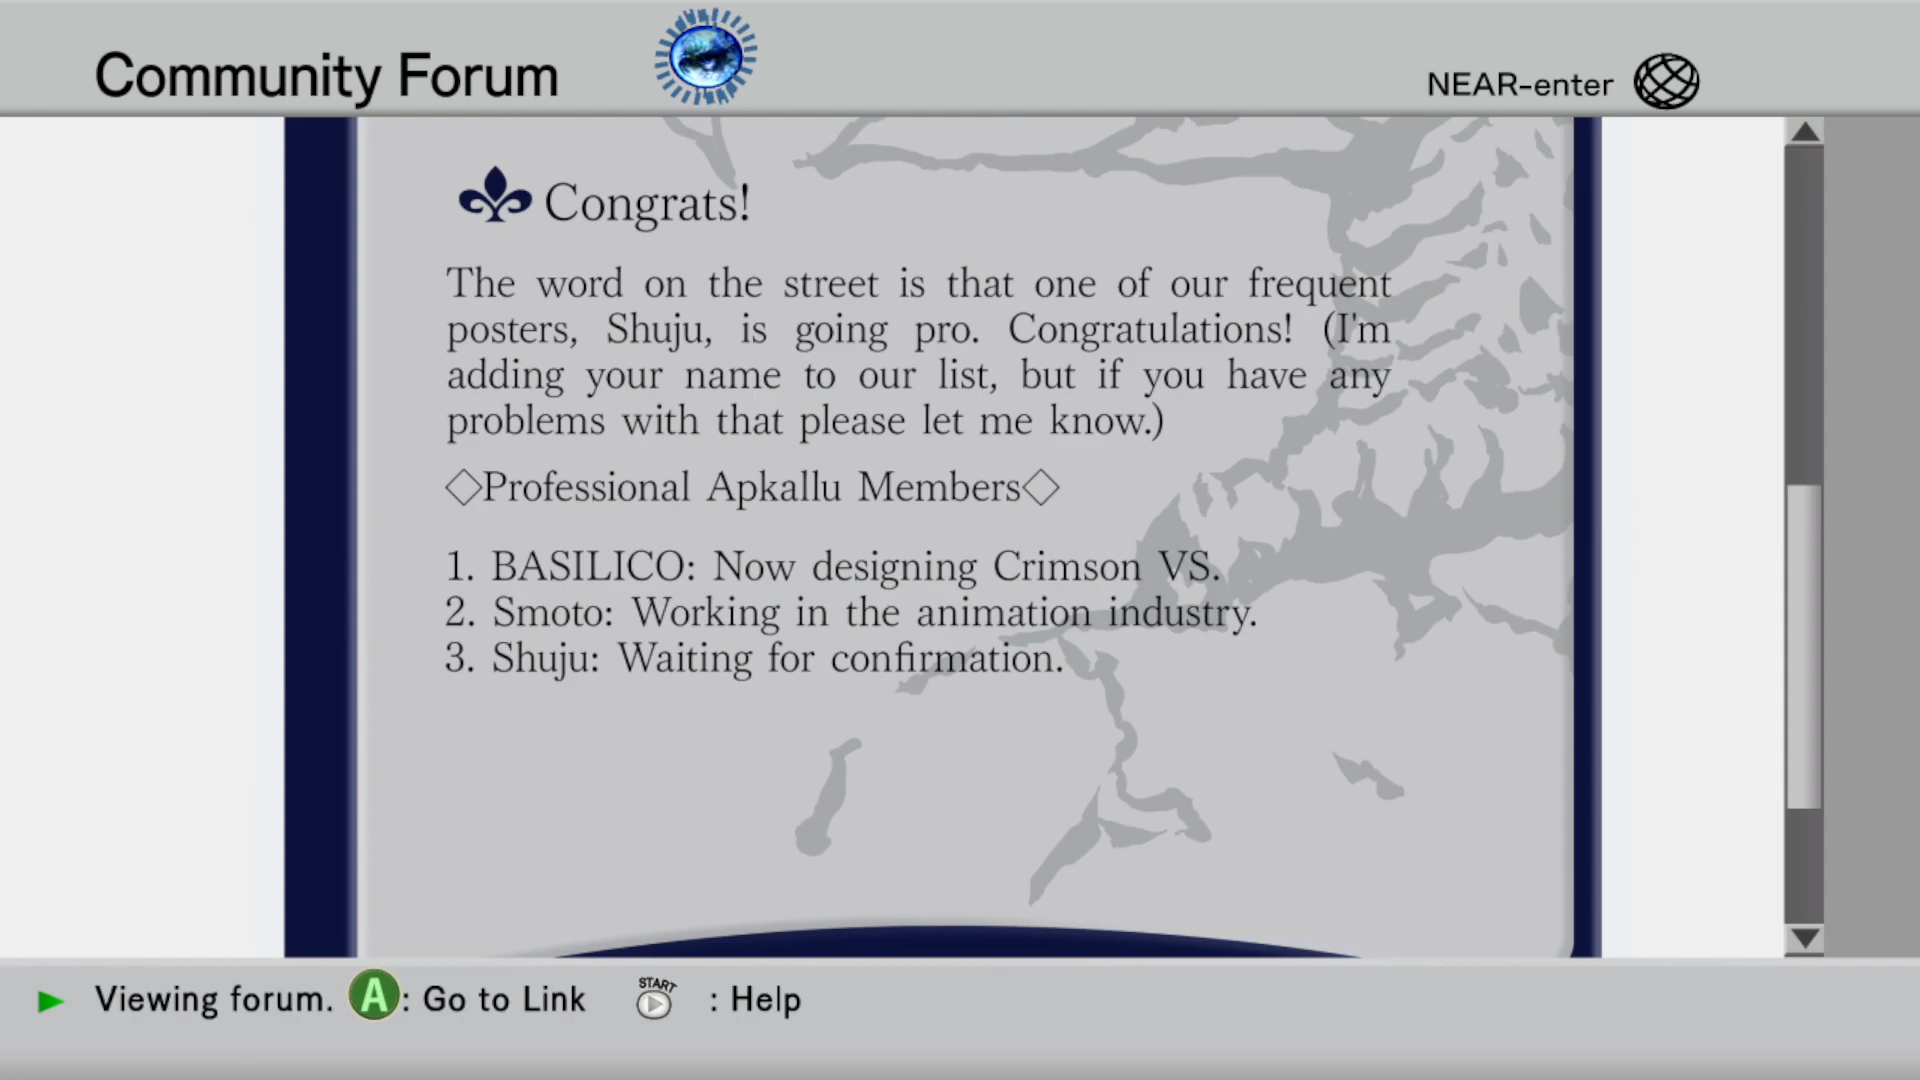 Community Forum
NEAR-enter
Congrats!
The word on the street is that one of our frequent
posters, Shuju, is going pro. Congratulations! (I'm
adding your name to our list, but if you have any
problems with that please let me know.)
◇Professional Apkallu Members◇
1. BASILICO: Now designing Crimson VS.
2. Smoto: Working in the animation industry.
3. Shuju: Waiting for confirmation.
Viewing forum. A: Go to Link START : Help